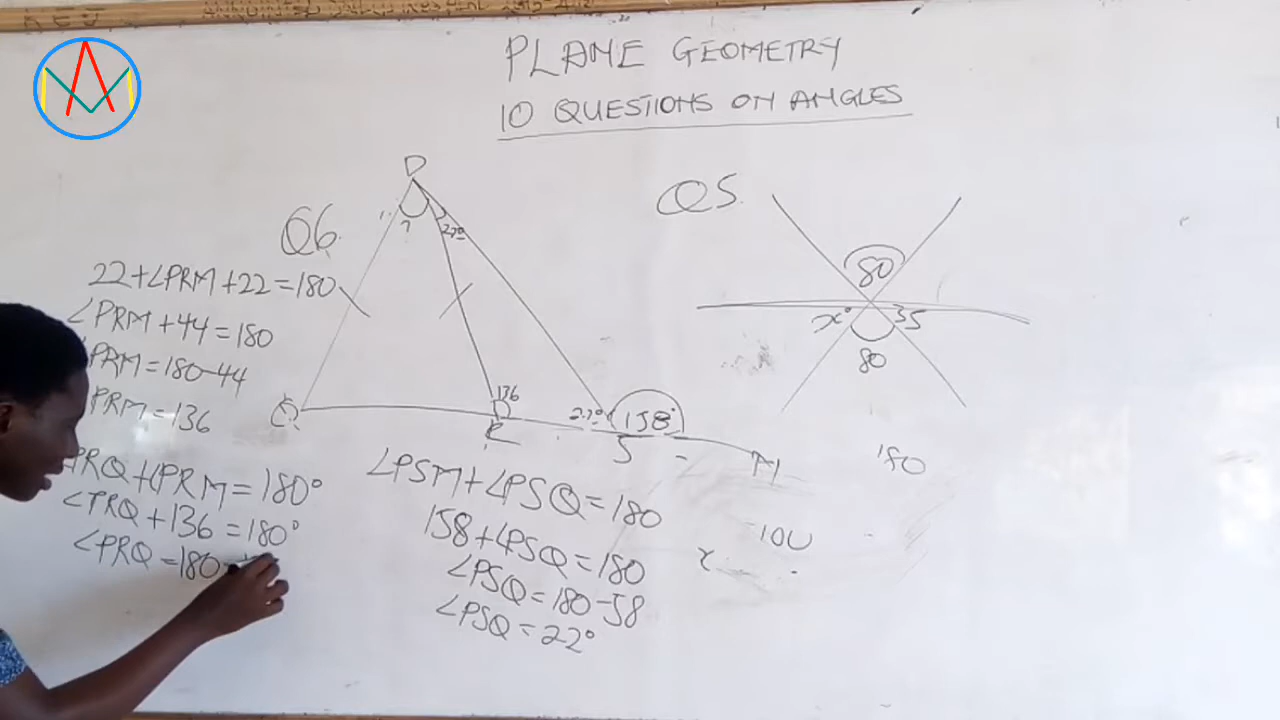 PLANE GEOMETRY
10 QUESTIONS ON ANGLES
Q6.
P
?
22°
136
22°
158°
Q
R
S
M
22+∠PRM+22=180
∠PRM+44=180
∠PRM=180-44
PRM=136
PRQ+∠PRM=180°
∠PRQ+136=180°
∠PRQ=180-
∠PSM+∠PSQ=180
158+∠PSQ=180
∠PSQ=180-58
∠PSQ=22°
Q5.
80
x°
35
80
180
100
x